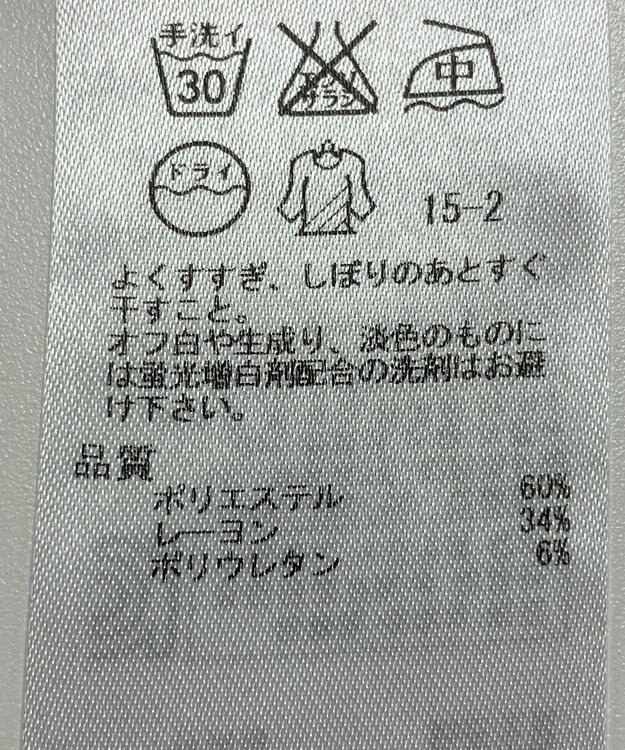 手洗イ
30
エンソ
サラシ
中
ドライ
15-2
よくすすぎ、しぼりのあとすぐ
干すこと。
オフ白や生成り、淡色のものに
は蛍光増白剤配合の洗剤はお避
け下さい。
品質
ポリエステル 60%
レーヨン 34%
ポリウレタン 6%